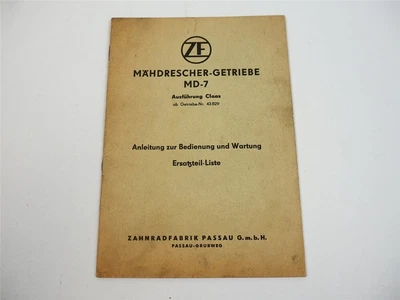 ZF
MÄHDRESCHER-GETRIEBE
MD-7
Ausführung Claas
ab Getriebe-Nr. 45 829
Anleitung zur Bedienung und Wartung
Ersatzteil-Liste
ZAHNRADFABRIK PASSAU G.m.b.H.
PASSAU-GRUBWEG